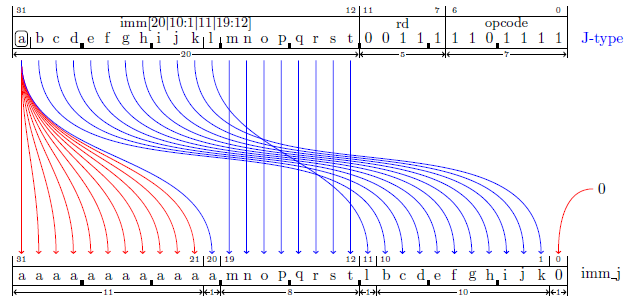 31 12 11 7 6 0
imm[20|10:1|11|19:12] rd opcode
a b c d e f g h i j k l m n o p q r s t 0 0 1 1 1 1 1 0 1 1 1 1 J-type
20 5 7
0
31 21 20 19 12 11 10 1 0
a a a a a a a a a a a a m n o p q r s t l b c d e f g h i j k 0 imm_j
11 1 8 1 10 1